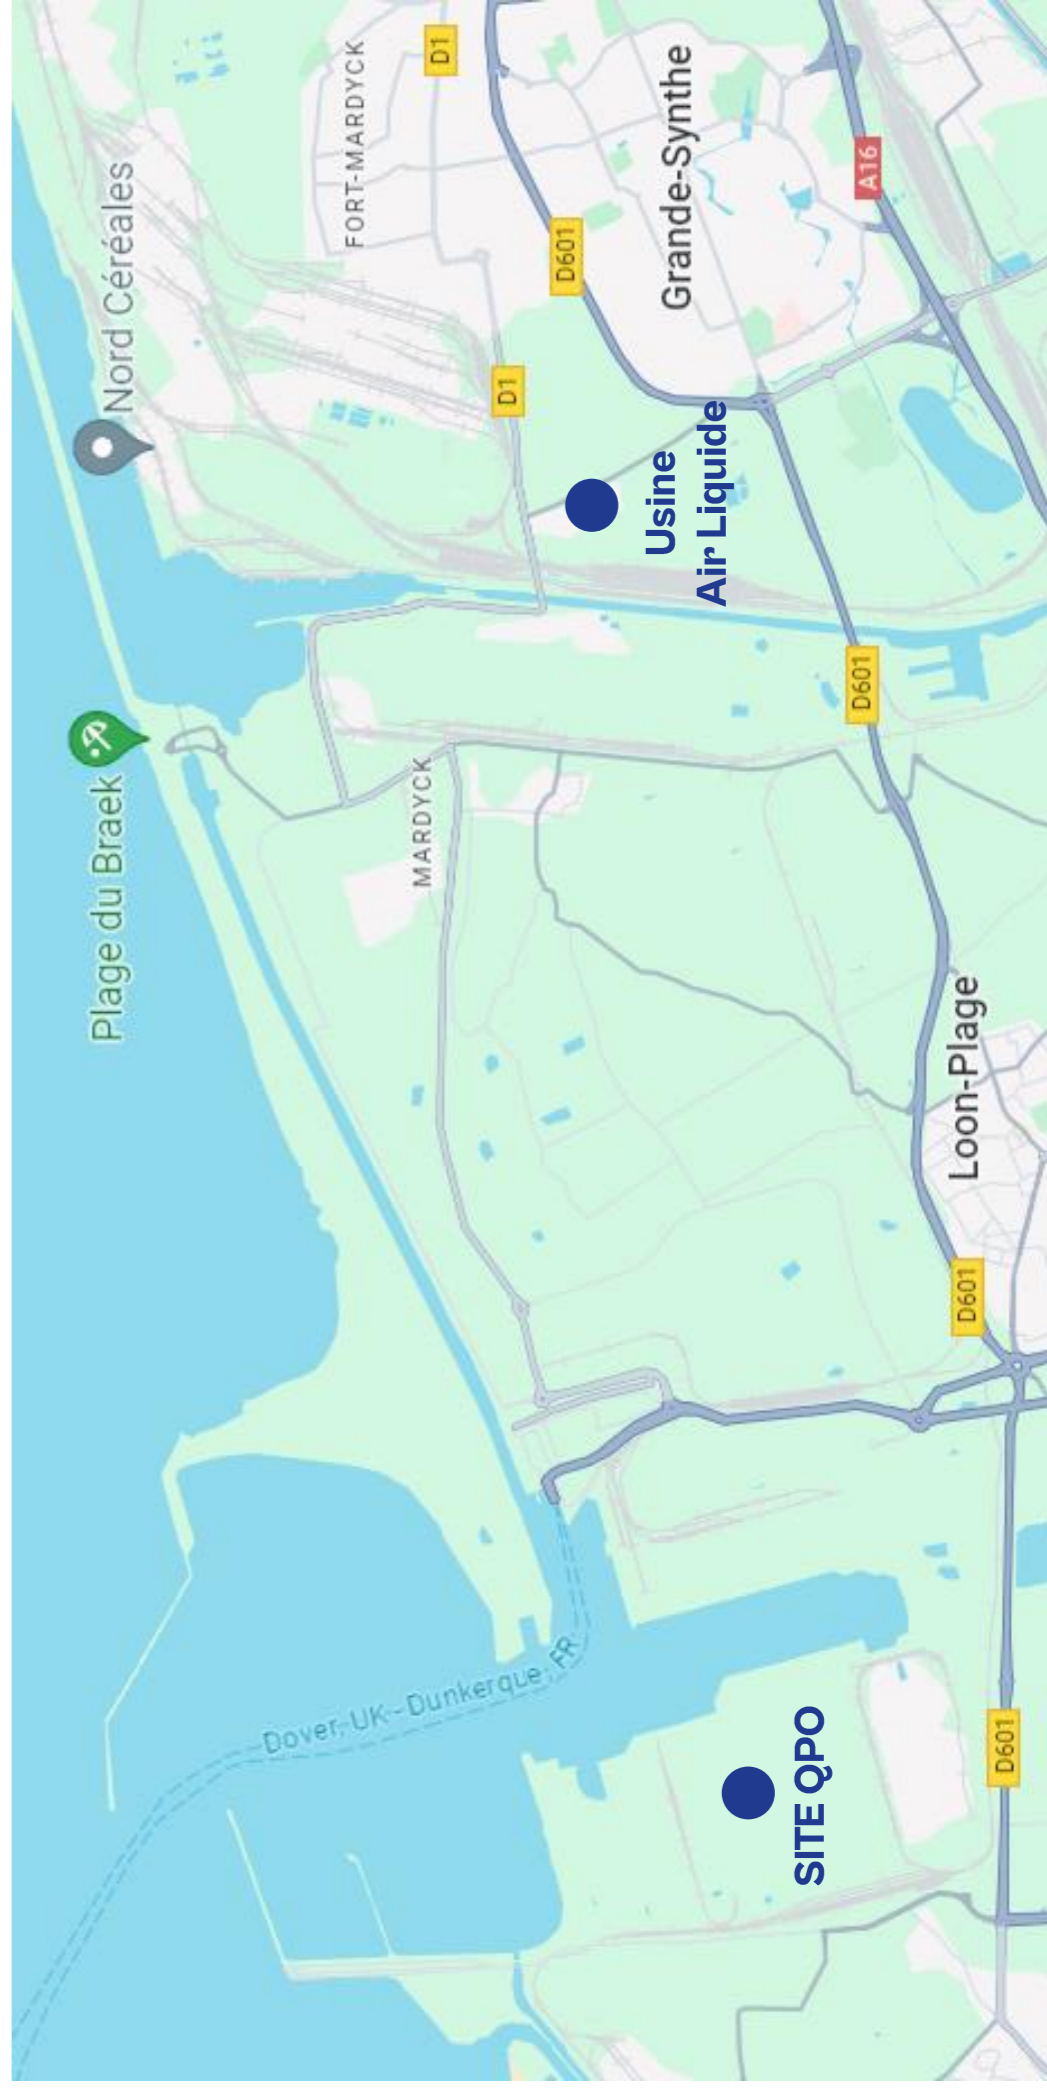 Plage du Braek
Nord Céréales
FORT-MARDYCK
D1
MARDYCK
D1
Dover, UK - Dunkerque, FR
D601
Grande-Synthe
Usine
Air Liquide
SITE QPO
D601
A16
Loon-Plage
D601
D601